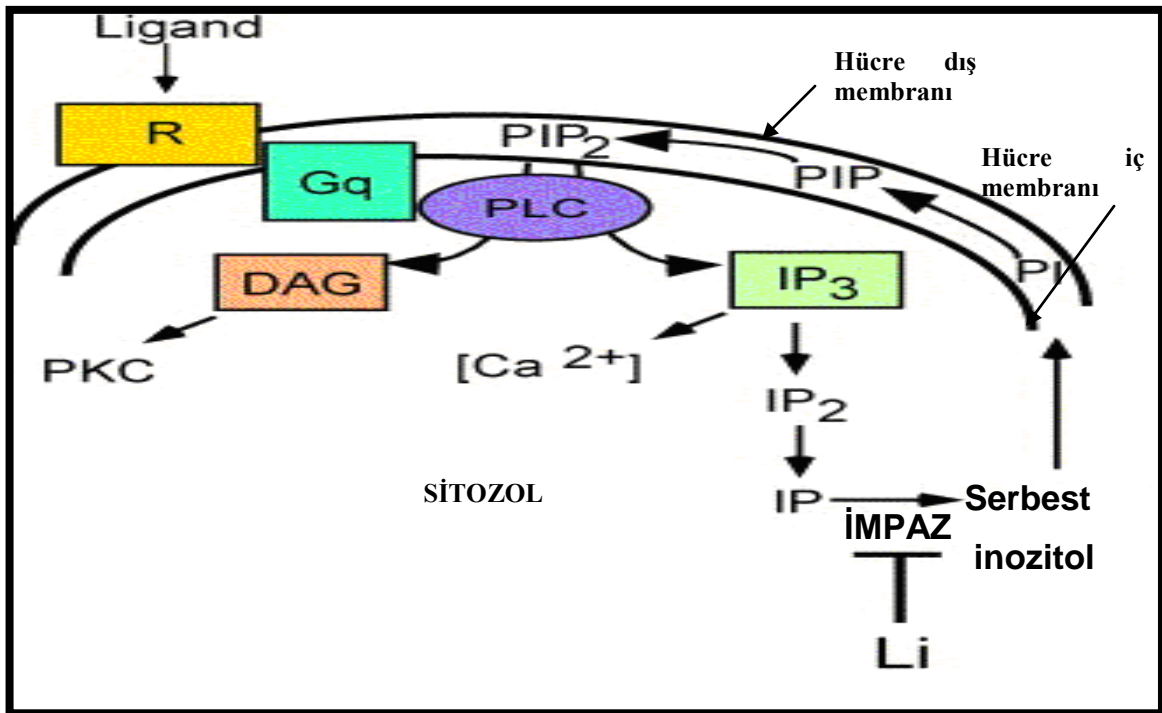 Ligand
Hücre dış
membranı
R
PIP2
Hücre iç
membranı
Gq
PIP
PLC
PI
DAG
IP3
PKC
[Ca 2+]
IP2
SİTOZOL
IP
Serbest
İMPAZ
inozitol
Li